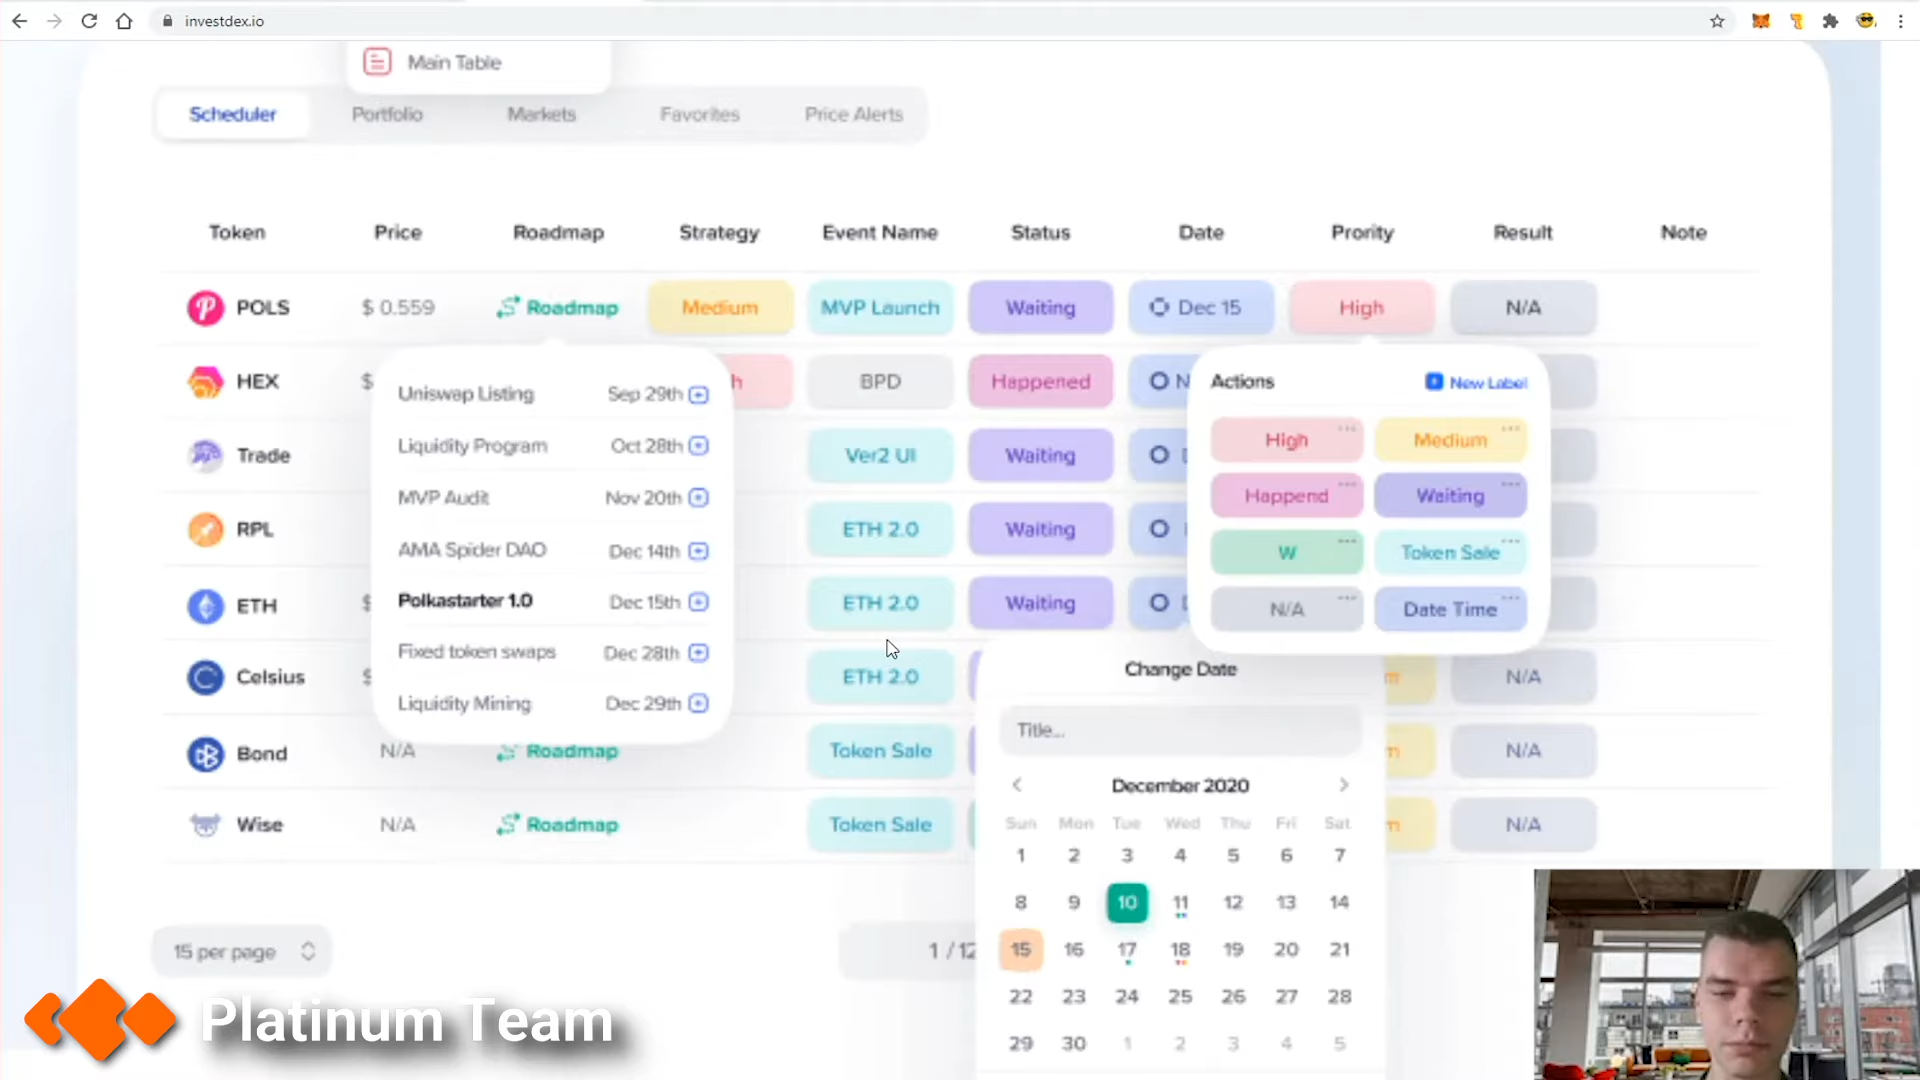 investdex.io
Main Table
Scheduler Portfolio Markets Favorites Price Alerts
Token Price Roadmap Strategy Event Name Status Date Prority Result Note
POLS $ 0.559 Roadmap Medium MVP Launch Waiting Dec 15 High N/A
HEX $ h BPD Happened N
Trade Ver2 UI Waiting
RPL ETH 2.0 Waiting
ETH $ ETH 2.0 Waiting
Celsius $ ETH 2.0 N/A
Bond N/A Roadmap Token Sale N/A
Wise N/A Roadmap Token Sale N/A
Uniswap Listing Sep 29th
Liquidity Program Oct 28th
MVP Audit Nov 20th
AMA Spider DAO Dec 14th
Polkastarter 1.0 Dec 15th
Fixed token swaps Dec 28th
Liquidity Mining Dec 29th
Actions New Label
High Medium
Happend Waiting
W Token Sale
N/A Date Time
Change Date
Title...
December 2020
Sun Mon Tue Wed Thu Fri Sat
1 2 3 4 5 6 7
8 9 10 11 12 13 14
15 16 17 18 19 20 21
22 23 24 25 26 27 28
29 30 1 2 3 4 5
15 per page
1 / 12
Platinum Team